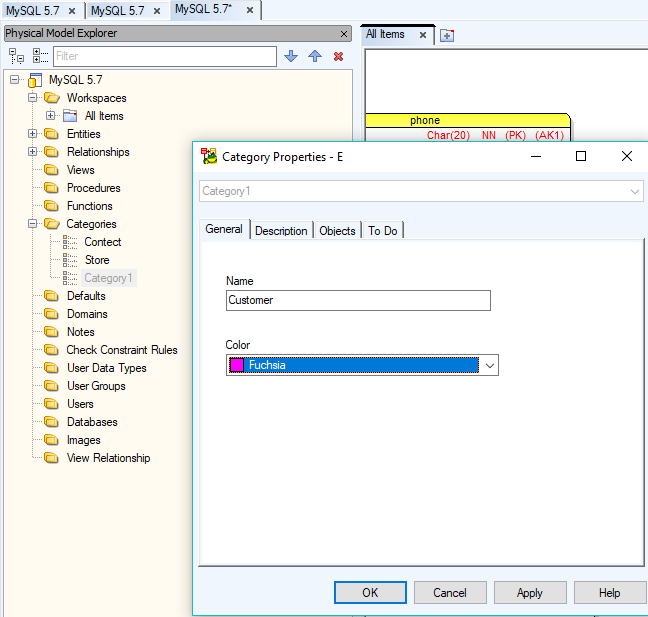 MySQL 5.7
MySQL 5.7
MySQL 5.7*
Physical Model Explorer
Filter
MySQL 5.7
Workspaces
All Items
Entities
Relationships
Views
Procedures
Functions
Categories
Contect
Store
Category1
Defaults
Domains
Notes
Check Constraint Rules
User Data Types
User Groups
Users
Databases
Images
View Relationship
All Items
phone
Char(20) NN (PK) (AK1)
Category Properties - E
Category1
General Description Objects To Do
Name
Customer
Color
Fuchsia
OK Cancel Apply Help